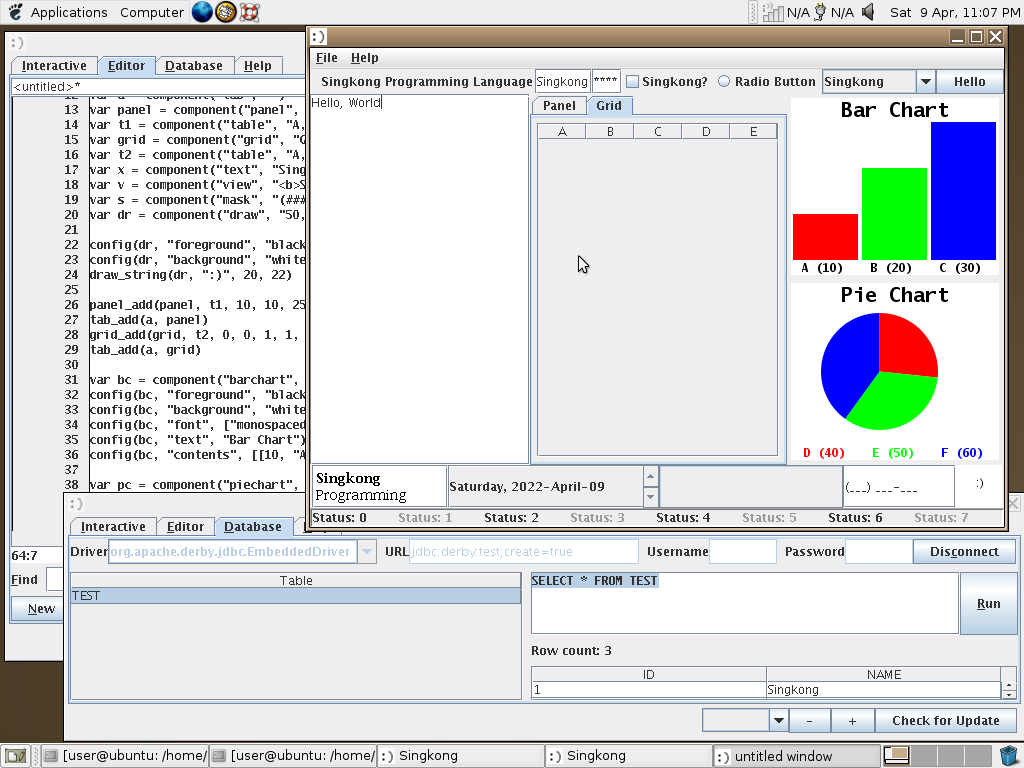 Applications Computer N/A N/A Sat 9 Apr, 11:07 PM
:)
Interactive Editor Database Help
<untitled>*
13 var panel = component("panel",
14 var t1 = component("table", "A,
15 var grid = component("grid", "G
16 var t2 = component("table", "A,
17 var x = component("text", "Sing
18 var v = component("view", "<b>S
19 var s = component("mask", "(###
20 var dr = component("draw", "50,
21
22 config(dr, "foreground", "black
23 config(dr, "background", "white
24 draw_string(dr, ":)", 20, 22)
25
26 panel_add(panel, t1, 10, 10, 25
27 tab_add(a, panel)
28 grid_add(grid, t2, 0, 0, 1, 1,
29 tab_add(a, grid)
30
31 var bc = component("barchart",
32 config(bc, "foreground", "black
33 config(bc, "background", "white
34 config(bc, "font", ["monospaced
35 config(bc, "text", "Bar Chart")
36 config(bc, "contents", [[10, "A
37
38 var pc = component("piechart",
64:7
Find
New
:)
File Help
Singkong Programming Language Singkong **** Singkong? Radio Button Singkong Hello
Hello, World
Panel Grid
A B C D E
Bar Chart
A (10) B (20) C (30)
Pie Chart
D (40) E (50) F (60)
Singkong
Programming
Saturday, 2022-April-09
(___) ___-___
:)
Status: 0 Status: 1 Status: 2 Status: 3 Status: 4 Status: 5 Status: 6 Status: 7
:)
Interactive Editor Database
Driver org.apache.derby.jdbc.EmbeddedDriver URL jdbc:derby:test;create=true Username Password Disconnect
Table
TEST
SELECT * FROM TEST
Run
Row count: 3
ID NAME
1 Singkong
- + Check for Update
[user@ubuntu: /home/ [user@ubuntu: /home/ :) Singkong :) Singkong :) untitled window